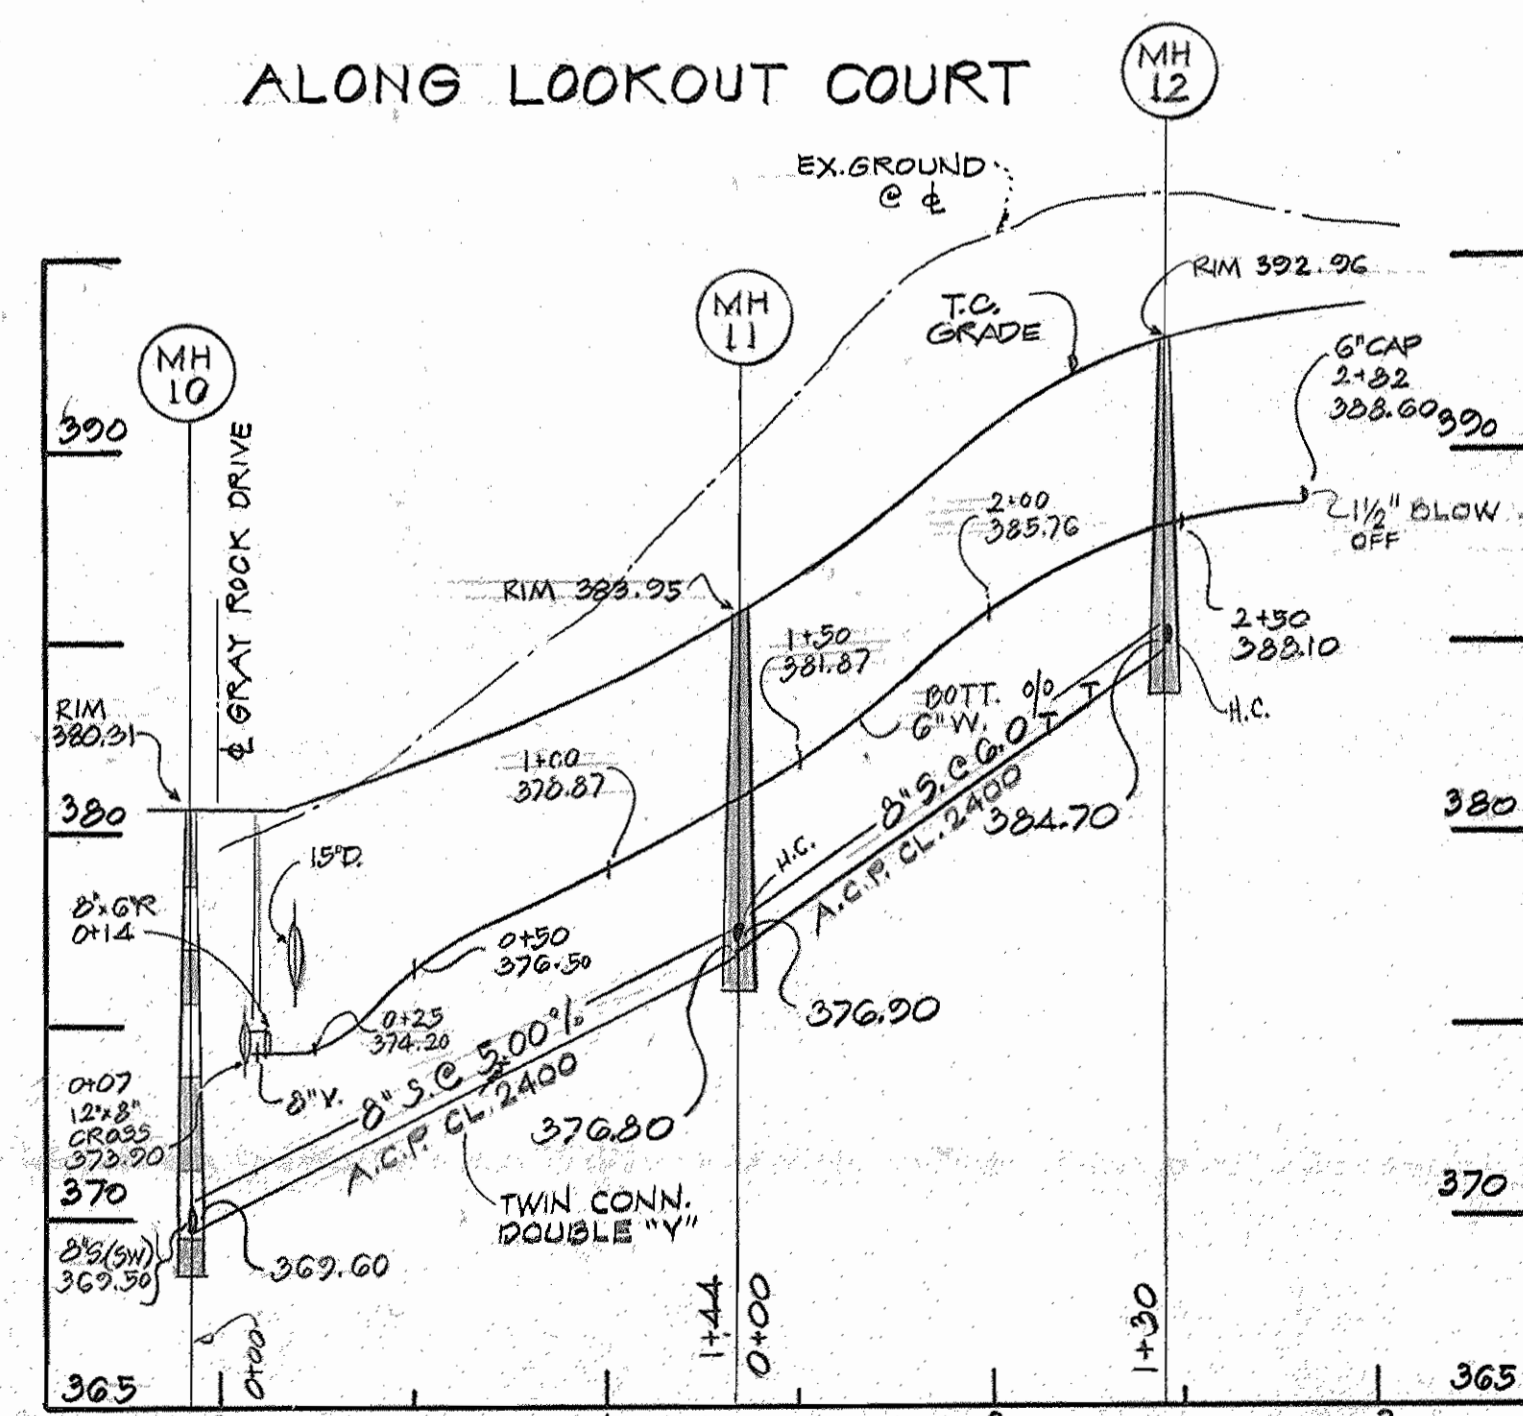 ALONG LOOKOUT COURT
MH
12
EX.GROUND
@ ℄
RIM 392.96
MH
11
T.C.
GRADE
MH
10
6"CAP
2+82
388.60
390
390
℄ GRAY ROCK DRIVE
2+00
385.76
1½" BLOW
OFF
RIM 383.95
1+50
381.87
2+50
388.10
RIM
380.31
BOTT.
6"W.
H.C.
1+00
378.87
8" S. @ 6.0 %
A.C.P. CL. 2400
384.70
380
380
15"D.
H.C.
8"x6"R
0+14
0+50
376.50
376.90
0+25
374.20
8" S. @ 5.00%
A.C.P. CL. 2400
8"V.
0+07
12"x8"
CROSS
373.90
376.80
370
370
TWIN CONN.
DOUBLE "Y"
8"S(SW)
369.50
369.60
0+00
1+44
0+00
1+30
365
365